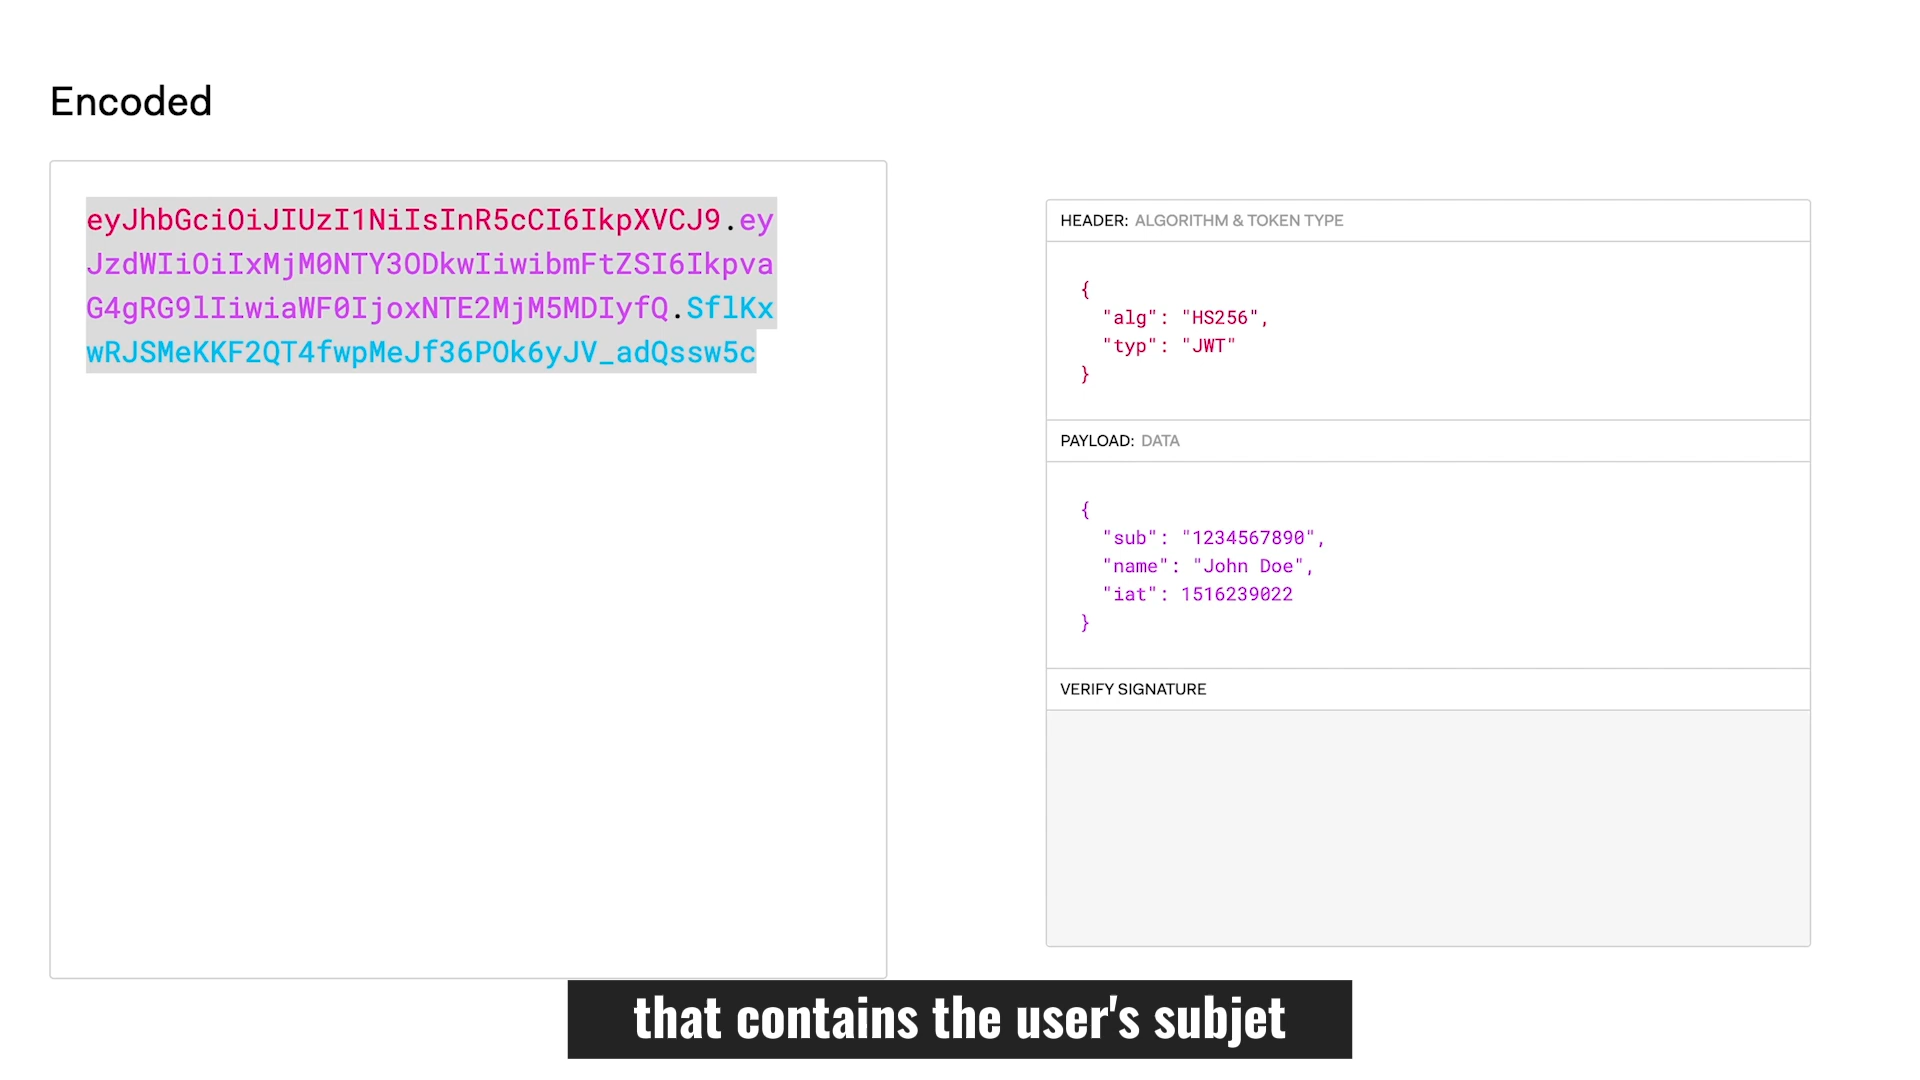 Encoded
eyJhbGciOiJIUzI1NiIsInR5cCI6IkpXVCJ9.ey
JzdWIiOiIxMjM0NTY3ODkwIiwibmFtZSI6Ikpva
G4gRG9lIiwiaWF0IjoxNTE2MjM5MDIyfQ.SflKx
wRJSMeKKF2QT4fwpMeJf36POk6yJV_adQssw5c
HEADER: ALGORITHM & TOKEN TYPE
{
"alg": "HS256",
"typ": "JWT"
}
PAYLOAD: DATA
{
"sub": "1234567890",
"name": "John Doe",
"iat": 1516239022
}
VERIFY SIGNATURE
that contains the user's subjet